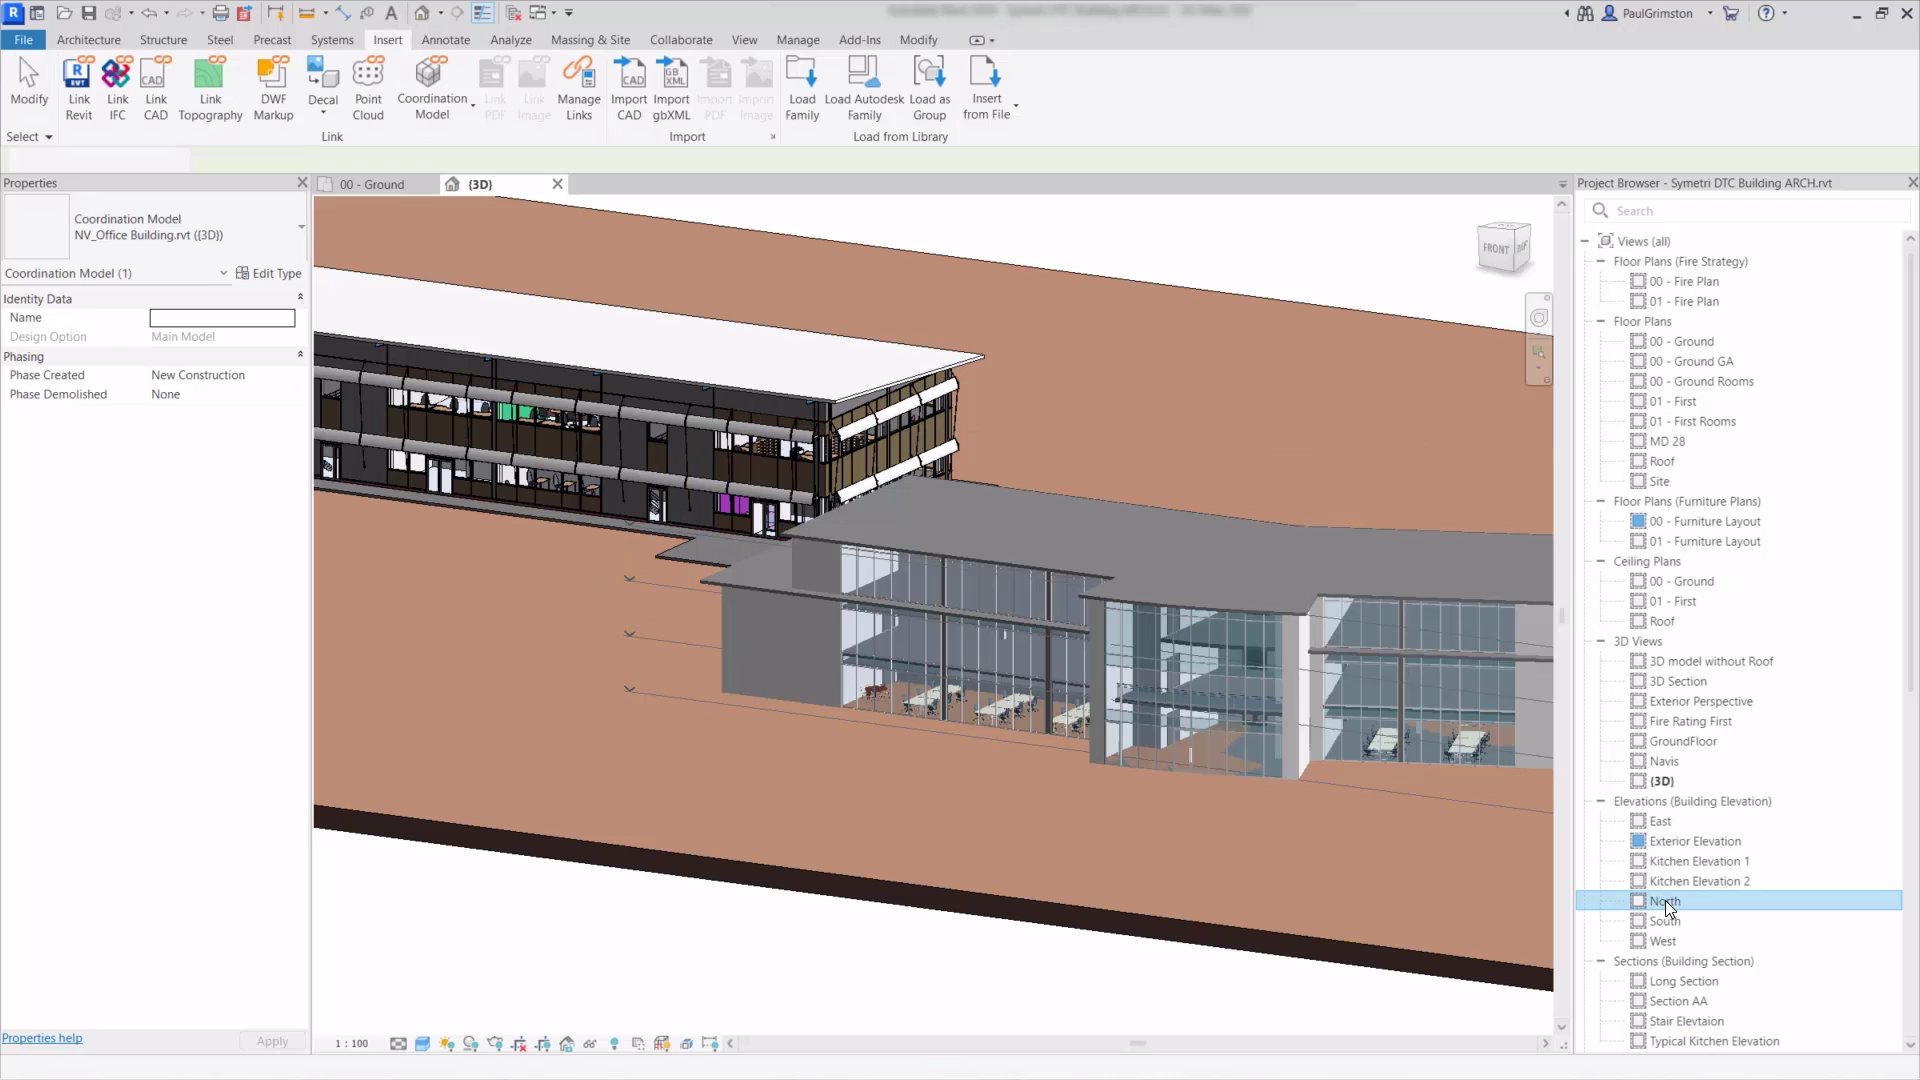 PaulGrimston
File Architecture Structure Steel Precast Systems Insert Annotate Analyze Massing & Site Collaborate View Manage Add-Ins Modify
Modify
Link Revit
Link IFC
Link CAD
Link Topography
DWF Markup
Decal
Point Cloud
Coordination Model
Link PDF
Link Image
Manage Links
Import CAD
Import gbXML
Import PDF
Import Image
Load Family
Load Autodesk Family
Load as Group
Insert from File
Select
Link
Import
Load from Library
Properties
Coordination Model
NV_Office Building.rvt ({3D})
Coordination Model (1)
Edit Type
Identity Data
Name
Design Option Main Model
Phasing
Phase Created New Construction
Phase Demolished None
Properties help
Apply
00 - Ground
{3D}
FRONT
1 : 100
Project Browser - Symetri DTC Building ARCH.rvt
Search
Views (all)
Floor Plans (Fire Strategy)
00 - Fire Plan
01 - Fire Plan
Floor Plans
00 - Ground
00 - Ground GA
00 - Ground Rooms
01 - First
01 - First Rooms
MD 28
Roof
Site
Floor Plans (Furniture Plans)
00 - Furniture Layout
01 - Furniture Layout
Ceiling Plans
00 - Ground
01 - First
Roof
3D Views
3D model without Roof
3D Section
Exterior Perspective
Fire Rating First
GroundFloor
Navis
{3D}
Elevations (Building Elevation)
East
Exterior Elevation
Kitchen Elevation 1
Kitchen Elevation 2
North
South
West
Sections (Building Section)
Long Section
Section AA
Stair Elevtaion
Typical Kitchen Elevation